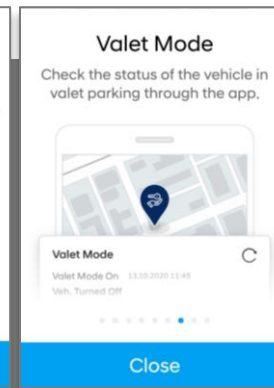 Valet Mode
Check the status of the vehicle in
valet parking through the app.
Valet Mode
Valet Mode On 13.10.2020 11:45
Veh. Turned Off
Close